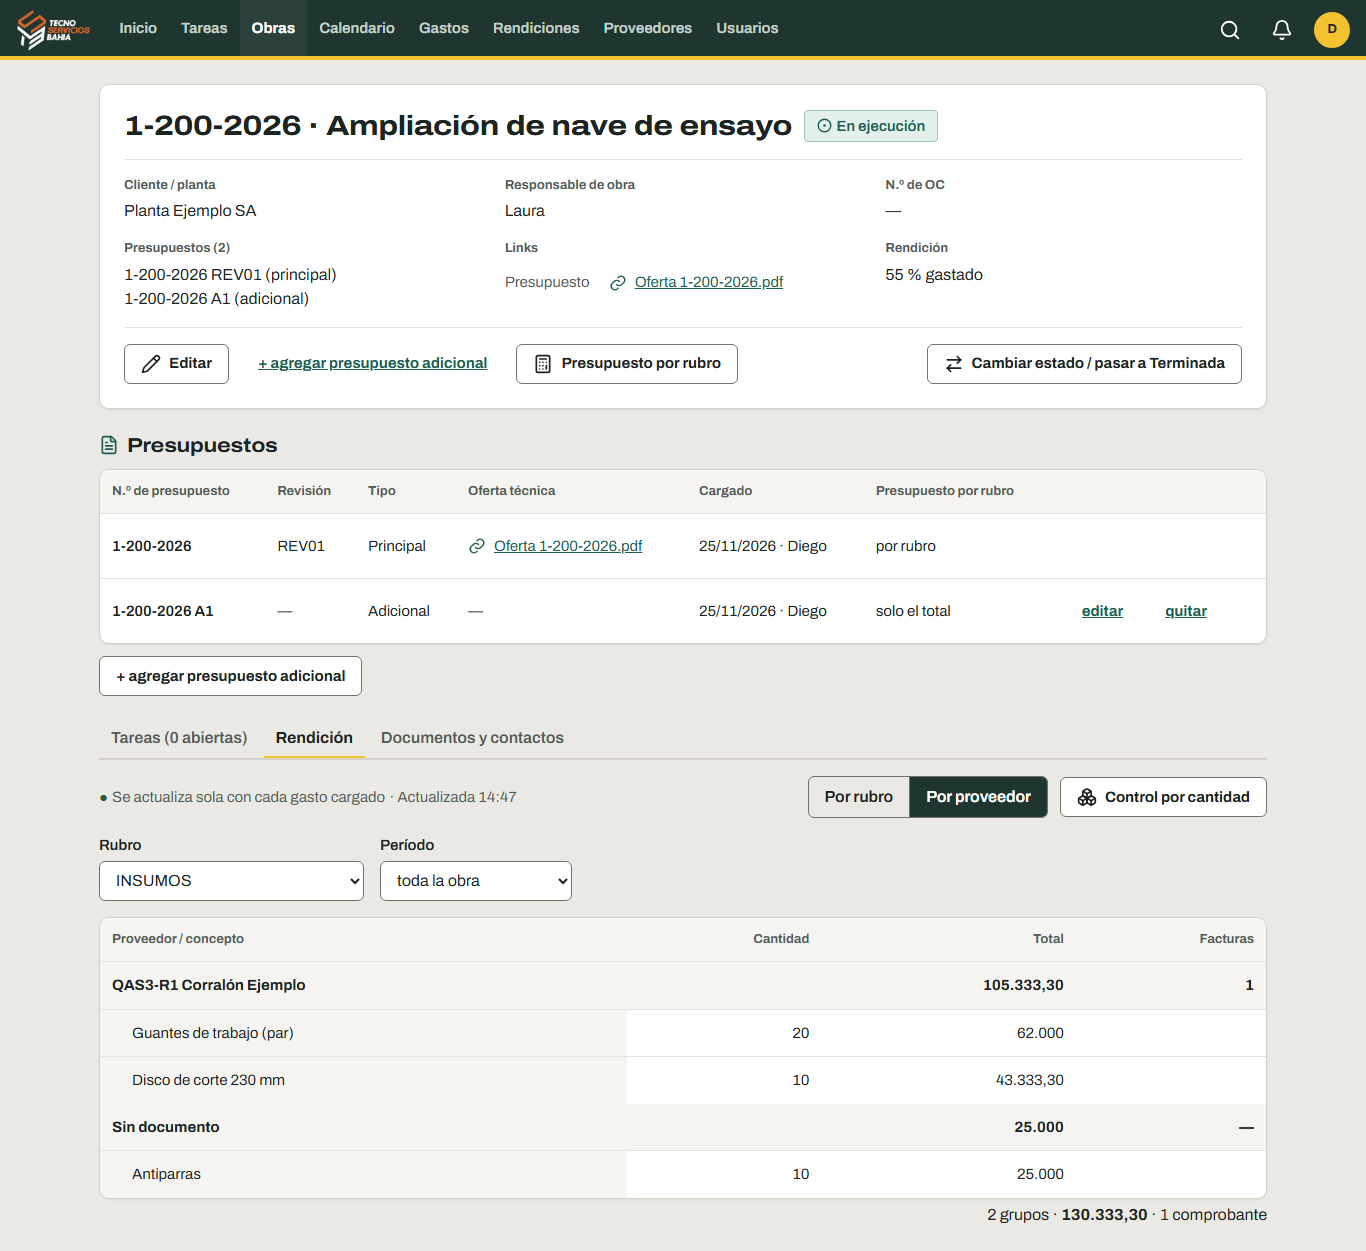 TECNO
SERVICIOS
BAHIA
Inicio
Tareas
Obras
Calendario
Gastos
Rendiciones
Proveedores
Usuarios
D
1-200-2026 · Ampliación de nave de ensayo
En ejecución
Cliente / planta
Planta Ejemplo SA
Responsable de obra
Laura
N.º de OC
—
Presupuestos (2)
1-200-2026 REV01 (principal)
1-200-2026 A1 (adicional)
Links
Presupuesto Oferta 1-200-2026.pdf
Rendición
55 % gastado
Editar
+ agregar presupuesto adicional
Presupuesto por rubro
Cambiar estado / pasar a Terminada
Presupuestos
N.º de presupuesto Revisión Tipo Oferta técnica Cargado Presupuesto por rubro
1-200-2026 REV01 Principal Oferta 1-200-2026.pdf 25/11/2026 · Diego por rubro
1-200-2026 A1 — Adicional — 25/11/2026 · Diego solo el total editar quitar
+ agregar presupuesto adicional
Tareas (0 abiertas) Rendición Documentos y contactos
● Se actualiza sola con cada gasto cargado · Actualizada 14:47
Por rubro
Por proveedor
Control por cantidad
Rubro
INSUMOS
Período
toda la obra
Proveedor / concepto Cantidad Total Facturas
QAS3-R1 Corralón Ejemplo 105.333,30 1
Guantes de trabajo (par) 20 62.000
Disco de corte 230 mm 10 43.333,30
Sin documento 25.000 —
Antiparras 10 25.000
2 grupos · 130.333,30 · 1 comprobante